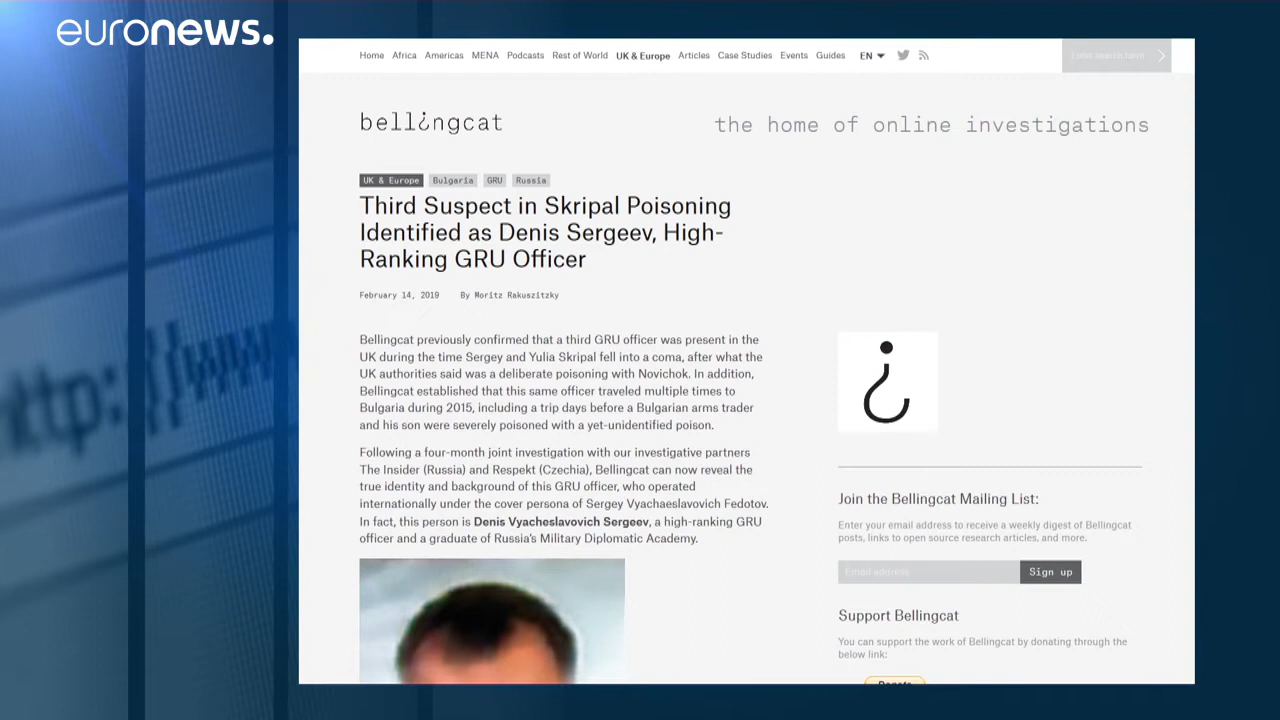 euronews.
Home Africa Americas MENA Podcasts Rest of World UK & Europe Articles Case Studies Events Guides EN
Enter search here
bell¿ngcat
the home of online investigations
UK & Europe Bulgaria GRU Russia
Third Suspect in Skripal Poisoning
Identified as Denis Sergeev, High-
Ranking GRU Officer
February 14, 2019 By Moritz Rakuszitzky
Bellingcat previously confirmed that a third GRU officer was present in the
UK during the time Sergey and Yulia Skripal fell into a coma, after what the
UK authorities said was a deliberate poisoning with Novichok. In addition,
Bellingcat established that this same officer traveled multiple times to
Bulgaria during 2015, including a trip days before a Bulgarian arms trader
and his son were severely poisoned with a yet-unidentified poison.
Following a four-month joint investigation with our investigative partners
The Insider (Russia) and Respekt (Czechia), Bellingcat can now reveal the
true identity and background of this GRU officer, who operated
internationally under the cover persona of Sergey Vyachaeslavovich Fedotov.
In fact, this person is Denis Vyacheslavovich Sergeev, a high-ranking GRU
officer and a graduate of Russia's Military Diplomatic Academy.
¿
Join the Bellingcat Mailing List:
Enter your email address to receive a weekly digest of Bellingcat
posts, links to open source research articles, and more.
Email address Sign up
Support Bellingcat
You can support the work of Bellingcat by donating through the
below link:
Donate
http://www